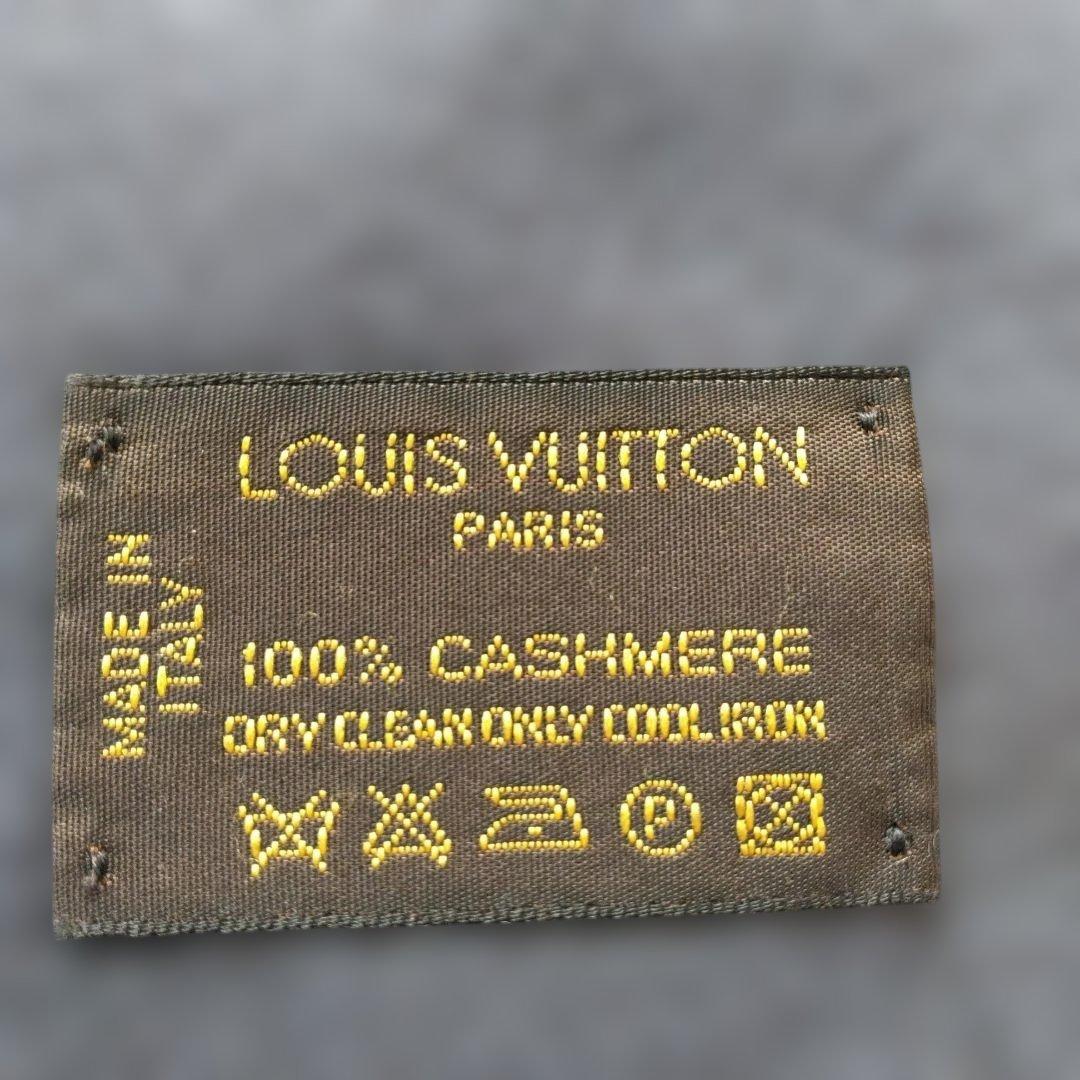 LOUIS VUITTON
PARIS
MADE IN
ITALY
100% CASHMERE
DRY CLEAN ONLY COOL IRON
P